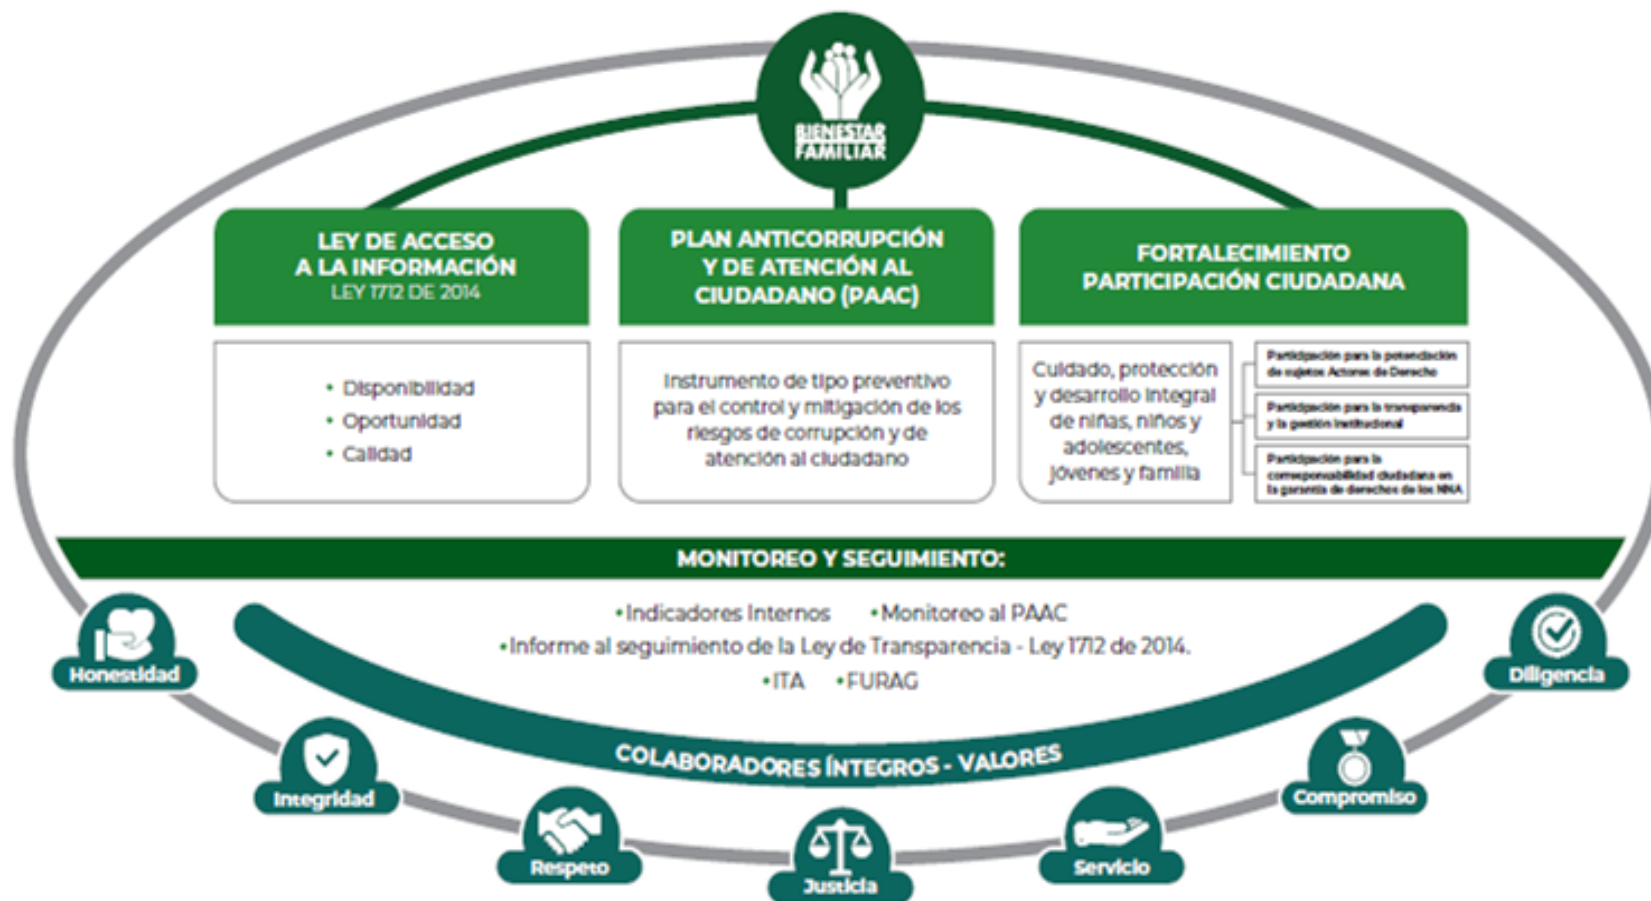 BIENESTAR
FAMILIAR
LEY DE ACCESO
A LA INFORMACIÓN
LEY 1712 DE 2014
• Disponibilidad
• Oportunidad
• Calidad
PLAN ANTICORRUPCIÓN
Y DE ATENCIÓN AL
CIUDADANO (PAAC)
Instrumento de tipo preventivo
para el control y mitigación de los
riesgos de corrupción y de
atención al ciudadano
FORTALECIMIENTO
PARTICIPACIÓN CIUDADANA
Cuidado, protección
y desarrollo integral
de niñas, niños y
adolescentes,
jóvenes y familia
Participación para la potenciación
de sujetos Actores de Derecho
Participación para la transparencia
y la gestión institucional
Participación para la
corresponsabilidad ciudadana en
la garantía de derechos de los NNA
MONITOREO Y SEGUIMIENTO:
•Indicadores Internos •Monitoreo al PAAC
•Informe al seguimiento de la Ley de Transparencia - Ley 1712 de 2014.
•ITA •FURAG
COLABORADORES ÍNTEGROS - VALORES
Honestidad
Integridad
Respeto
Justicia
Servicio
Compromiso
Diligencia